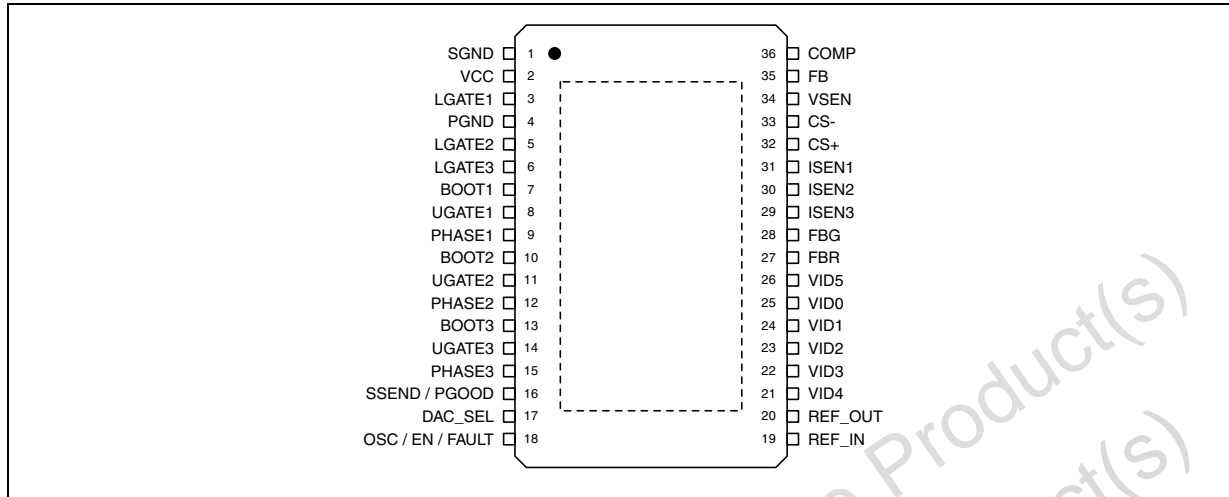 SGND 1 36 COMP
VCC 2 35 FB
LGATE1 3 34 VSEN
PGND 4 33 CS-
LGATE2 5 32 CS+
LGATE3 6 31 ISEN1
BOOT1 7 30 ISEN2
UGATE1 8 29 ISEN3
PHASE1 9 28 FBG
BOOT2 10 27 FBR
UGATE2 11 26 VID5
PHASE2 12 25 VID0
BOOT3 13 24 VID1
UGATE3 14 23 VID2
PHASE3 15 22 VID3
SSEND / PGOOD 16 21 VID4
DAC_SEL 17 20 REF_OUT
OSC / EN / FAULT 18 19 REF_IN
Product(s)